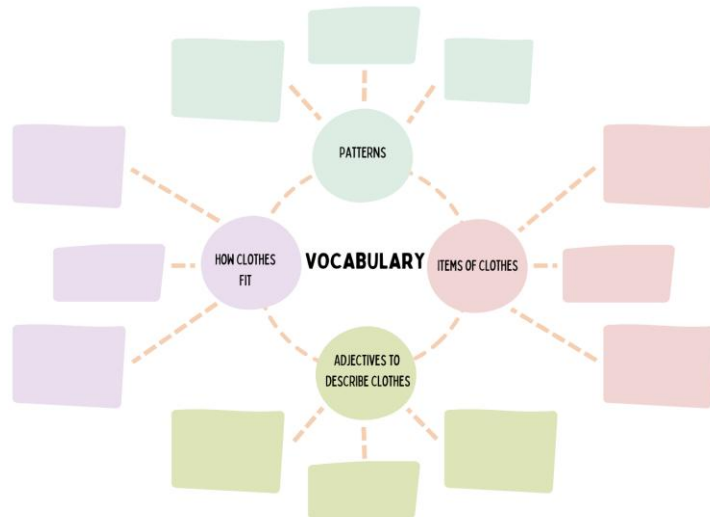 PATTERNS
HOW CLOTHES
FIT
VOCABULARY
ITEMS OF CLOTHES
ADJECTIVES TO
DESCRIBE CLOTHES